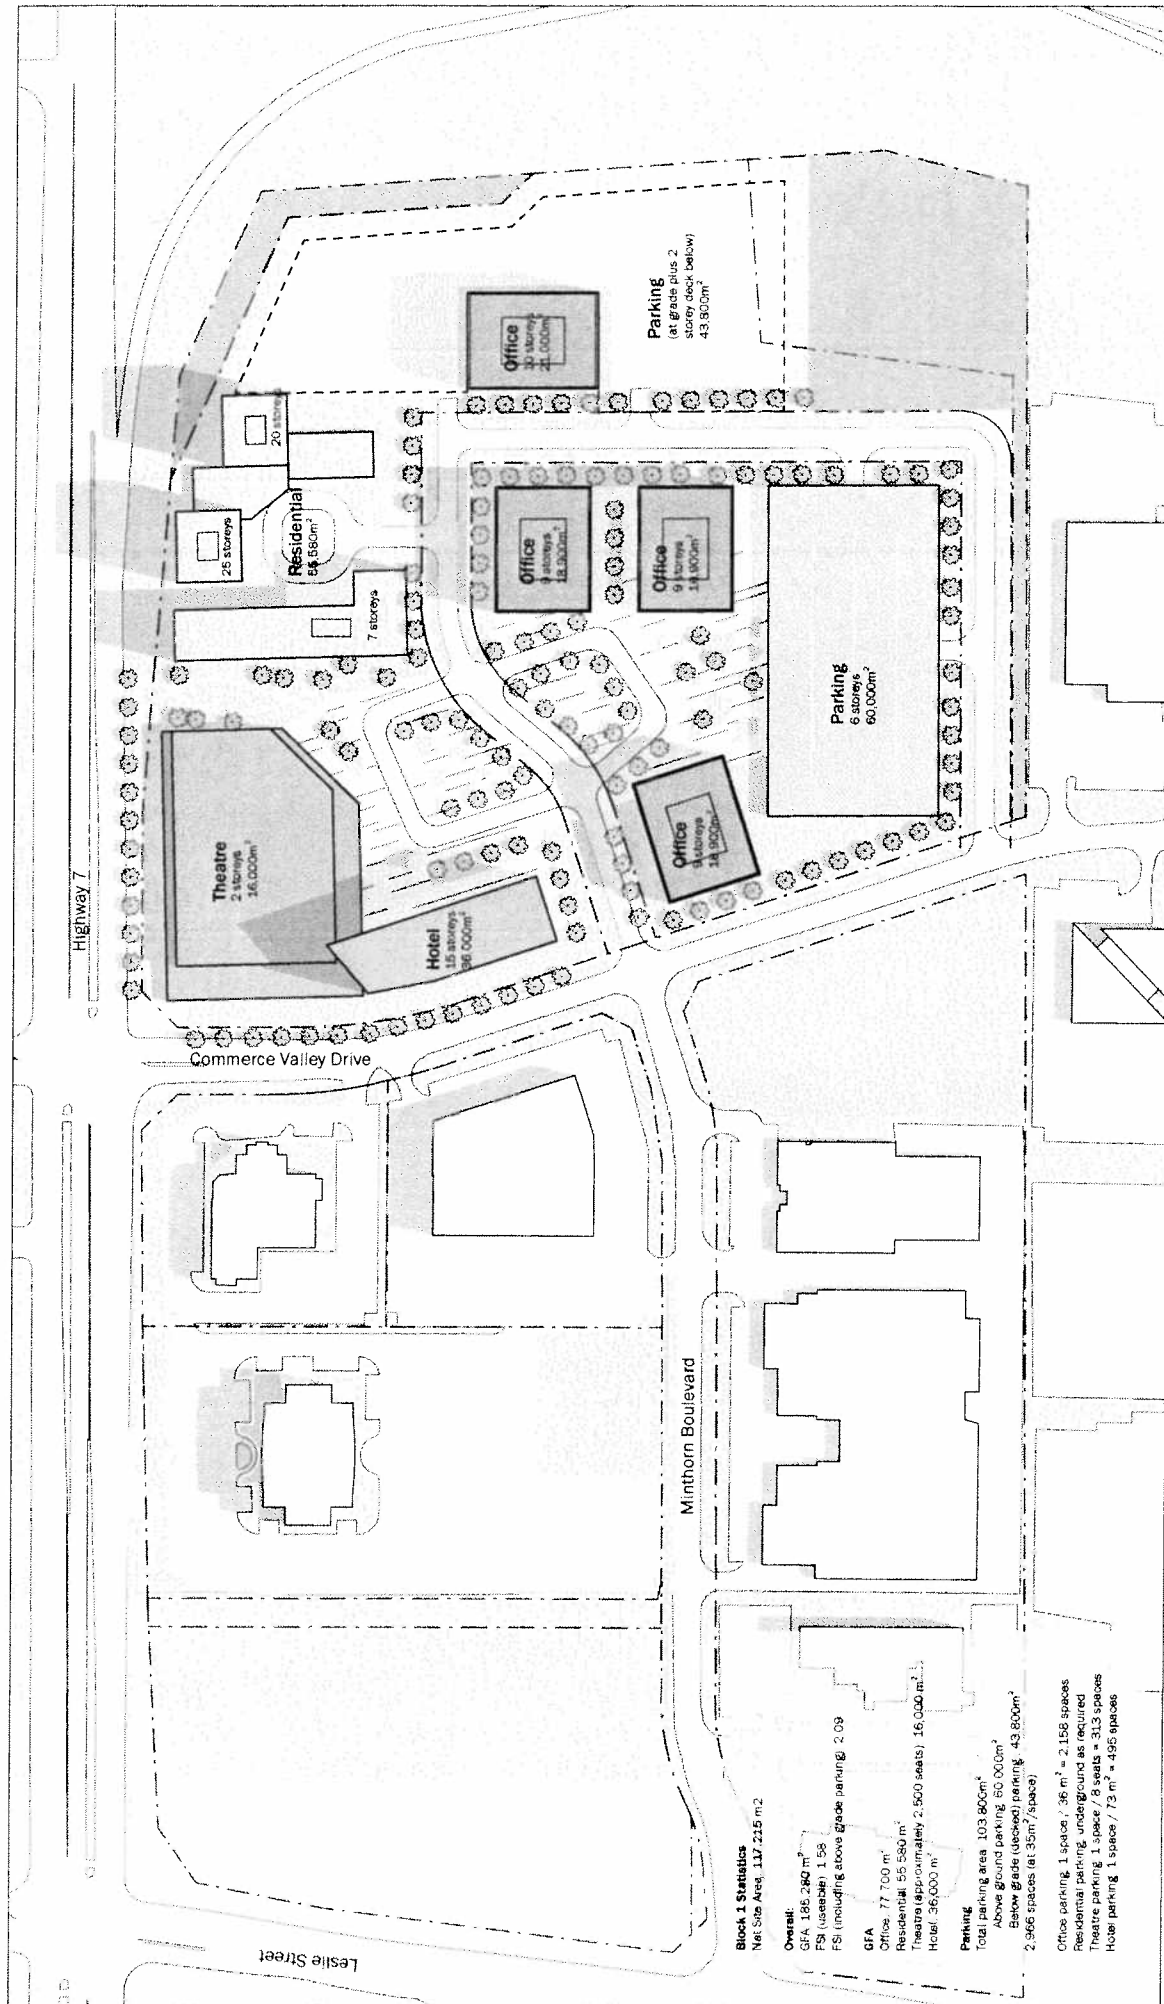 Highway 7
Theatre
2 storeys
16.000m²
Hotel
15 storeys
36.000m²
Commerce Valley Drive
20 storeys
25 storeys
Residential
55.580m²
7 storeys
Office
10 storeys
21.000m²
Parking
(at grade plus 2
storey deck below)
43.800m²
Office
9 storeys
18.900m²
Office
9 storeys
18.900m²
Office
9 storeys
18.900m²
Parking
6 storeys
60,000m²
Minthorn Boulevard
Leslie Street
Block 1 Statistics
Net Site Area 117.215 m2
Overall:
GFA 185.280 m²
FSI (useable) 1 58
FSI (including above grade parking) 2 09
GFA
Office. 77 700 m²
Residential 55 580 m²
Theatre (approximately 2,500 seats) 16,000 m²
Hotel. 36,000 m²
Parking
Total parking area 103 800m²
Above ground parking 60 000m²
Below grade (decked) parking 43.800m²
2,966 spaces (at 35m²/space)
Office parking 1 space / 36 m² = 2.158 spaces
Residential parking, underground as required
Theatre parking 1 space / 8 seats = 313 spaces
Hotel parking 1 space / 73 m² = 495 spaces